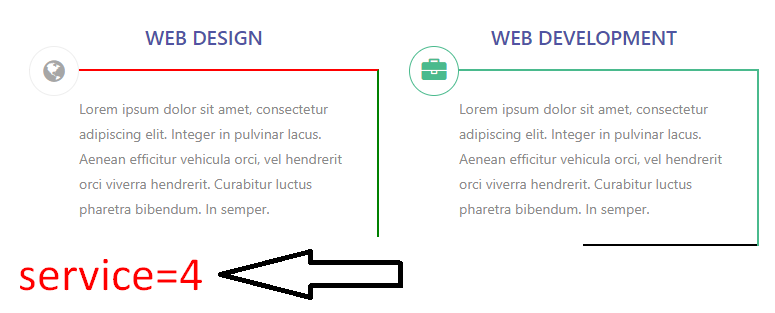 WEB DESIGN
Lorem ipsum dolor sit amet, consectetur
adipiscing elit. Integer in pulvinar lacus.
Aenean efficitur vehicula orci, vel hendrerit
orci viverra hendrerit. Curabitur luctus
pharetra bibendum. In semper.
WEB DEVELOPMENT
Lorem ipsum dolor sit amet, consectetur
adipiscing elit. Integer in pulvinar lacus.
Aenean efficitur vehicula orci, vel hendrerit
orci viverra hendrerit. Curabitur luctus
pharetra bibendum. In semper.
service=4